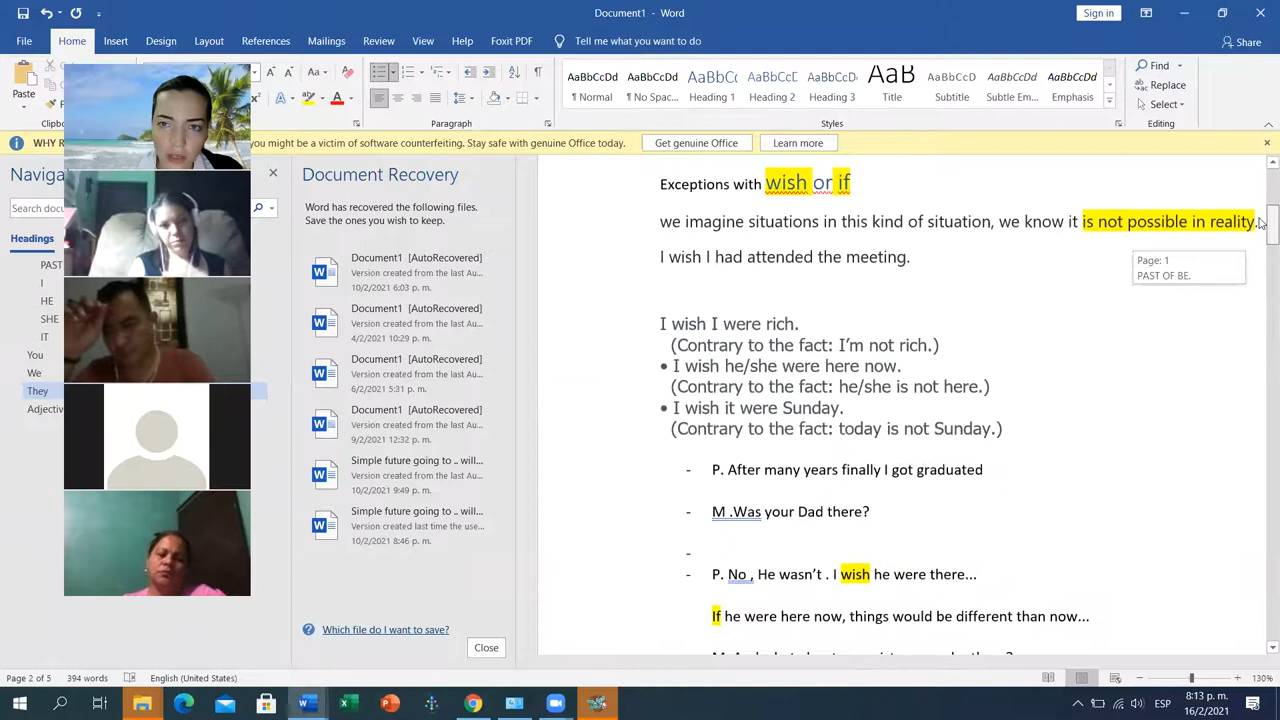 Document1 - Word
Sign in
File Home Insert Draw Design Layout References Mailings Review View Help Foxit PDF Tell me what you want to do
Paste
AaBbCcDd AaBbCcDd AaBbC( AaBbCc[ AaBbCcD AaB AaBbCcD AaBbCcDd AaBbCcDd
¶ Normal ¶ No Spac... Heading 1 Heading 2 Heading 3 Title Subtitle Subtle Em... Emphasis
Find
Replace
Select
Clipb
Paragraph
Styles
Editing
WHY R
you might be a victim of software counterfeiting. Stay safe with genuine Office today.
Get genuine Office
Learn more
Naviga
Search doc
Headings
PAST
I
HE
SHE
IT
You
We
They
Adjectiv
Document Recovery
Word has recovered the following files.
Save the ones you wish to keep.
Document1 [AutoRecovered]
Version created from the last Au...
10/2/2021 6:03 p. m.
Document1 [AutoRecovered]
Version created from the last Au...
4/2/2021 10:29 p. m.
Document1 [AutoRecovered]
Version created from the last Au...
6/2/2021 5:31 p. m.
Document1 [AutoRecovered]
Version created from the last Au...
9/2/2021 12:32 p. m.
Simple future going to .. will...
Version created from the last Au...
10/2/2021 9:49 p. m.
Simple future going to .. will...
Version created last time the use...
10/2/2021 8:46 p. m.
Which file do I want to save?
Close
Exceptions with wish or if
we imagine situations in this kind of situation, we know it is not possible in reality.
I wish I had attended the meeting.
Page: 1
PAST OF BE.
I wish I were rich.
(Contrary to the fact: I’m not rich.)
• I wish he/she were here now.
(Contrary to the fact: he/she is not here.)
• I wish it were Sunday.
(Contrary to the fact: today is not Sunday.)
- P. After many years finally I got graduated
- M .Was your Dad there?
-
- P. No , He wasn’t . I wish he were there...
If he were here now, things would be different than now...
Page 2 of 5 394 words English (United States)
130%
ESP
8:13 p. m.
16/2/2021